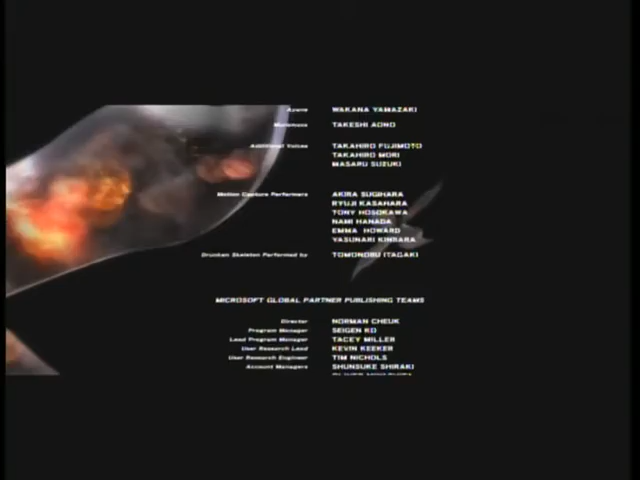 Ayane WAKANA YAMAZAKI
Muramasa TAKESHI AONO
Additional Voices TAKAHIRO FUJIMOTO
TAKAHIRO MORI
MASARU SUZUKI
Motion Capture Performers AKIRA SUGIHARA
RYUJI KASAHARA
TONY HOSOKAWA
NAMI HANADA
EMMA HOWARD
YASUNARI KINBARA
Drunken Skeleton Performed by TOMONOBU ITAGAKI
MICROSOFT GLOBAL PARTNER PUBLISHING TEAMS
Director NORMAN CHEUK
Program Manager SEIGEN KO
Lead Program Manager TACEY MILLER
User Research Lead KEVIN KEEKER
User Research Engineer TIM NICHOLS
Account Managers SHUNSUKE SHIRAKI